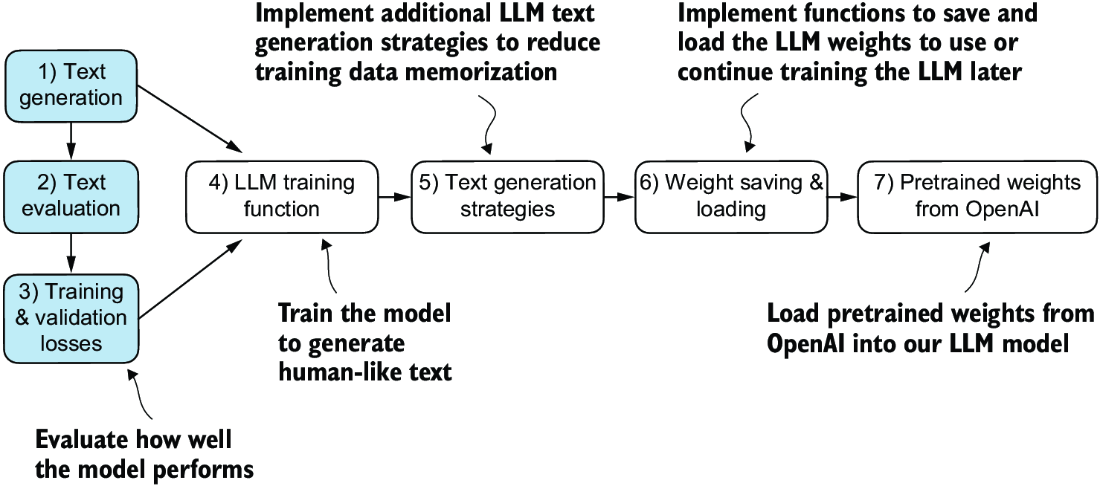 Implement additional LLM text
generation strategies to reduce
training data memorization
Implement functions to save and
load the LLM weights to use or
continue training the LLM later
1) Text
generation
2) Text
evaluation
3) Training
& validation
losses
4) LLM training
function
5) Text generation
strategies
6) Weight saving &
loading
7) Pretrained weights
from OpenAI
Train the model
to generate
human-like text
Load pretrained weights from
OpenAI into our LLM model
Evaluate how well
the model performs